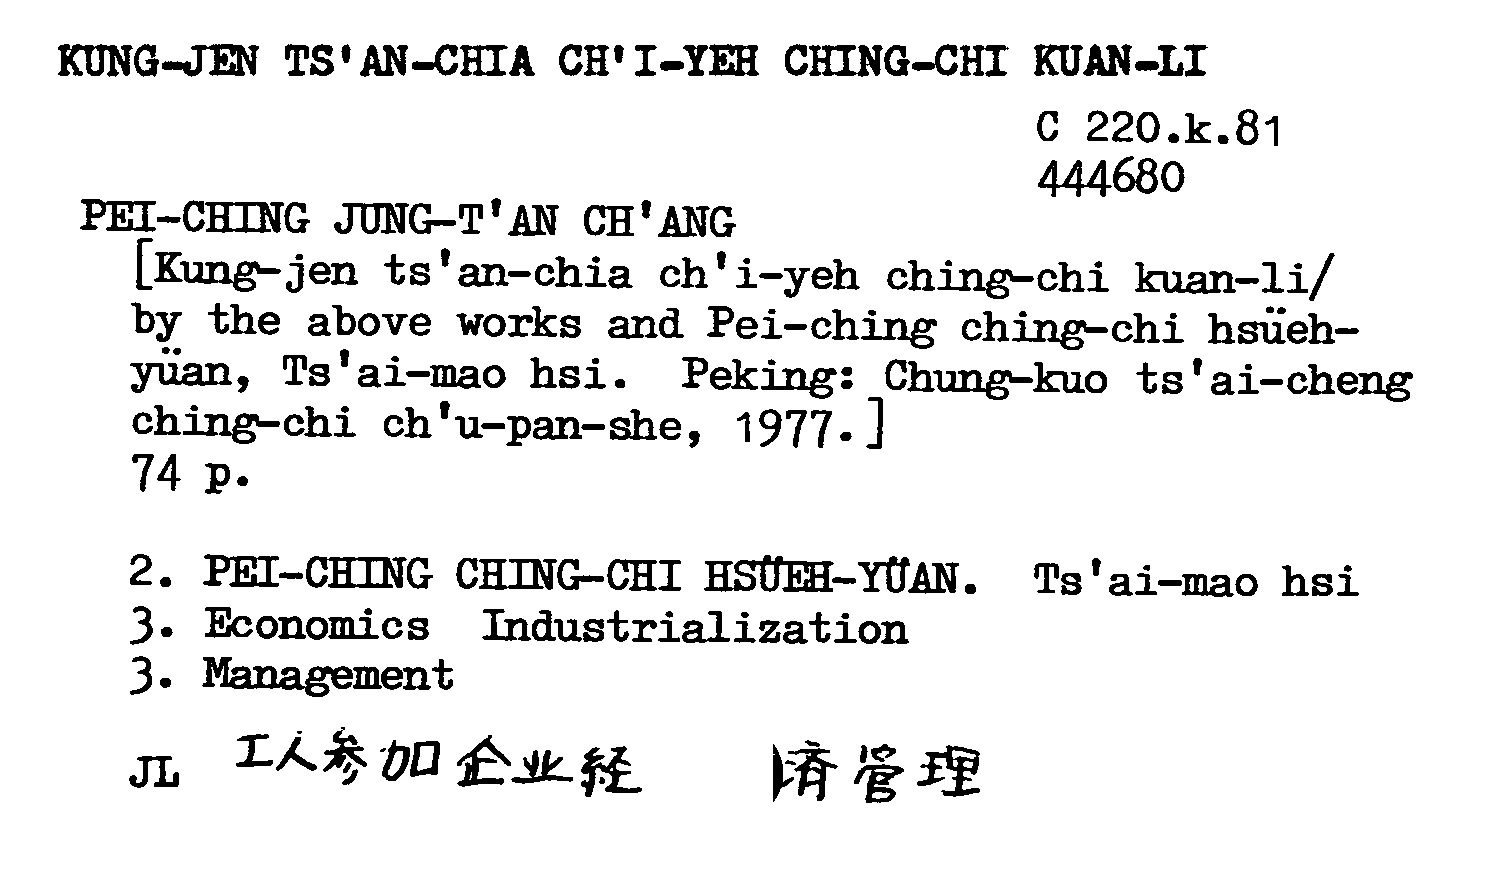 KUNG-JEN TS'AN-CHIA CH'I-YEH CHING-CHI KUAN-LI
C 220.k.81
444680
PEI-CHING JUNG-T'AN CH'ANG
[Kung-jen ts'an-chia ch'i-yeh ching-chi kuan-li/
by the above works and Pei-ching ching-chi hsüeh-
yüan, Ts'ai-mao hsi. Peking: Chung-kuo ts'ai-cheng
ching-chi ch'u-pan-she, 1977.]
74 p.
2. PEI-CHING CHING-CHI HSÜEH-YÜAN. Ts'ai-mao hsi
3. Economics Industrialization
3. Management
JL 工人参加企业経 済管理